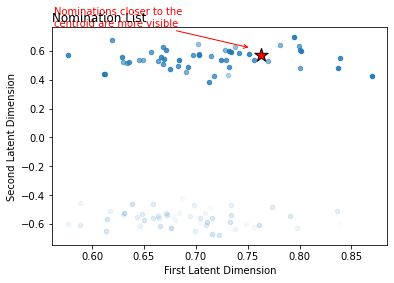 Nominations closer to the
centroid are more visible
Nomination List
Second Latent Dimension
0.6
0.4
0.2
0.0
−0.2
−0.4
−0.6
0.60
0.65
0.70
0.75
0.80
0.85
First Latent Dimension